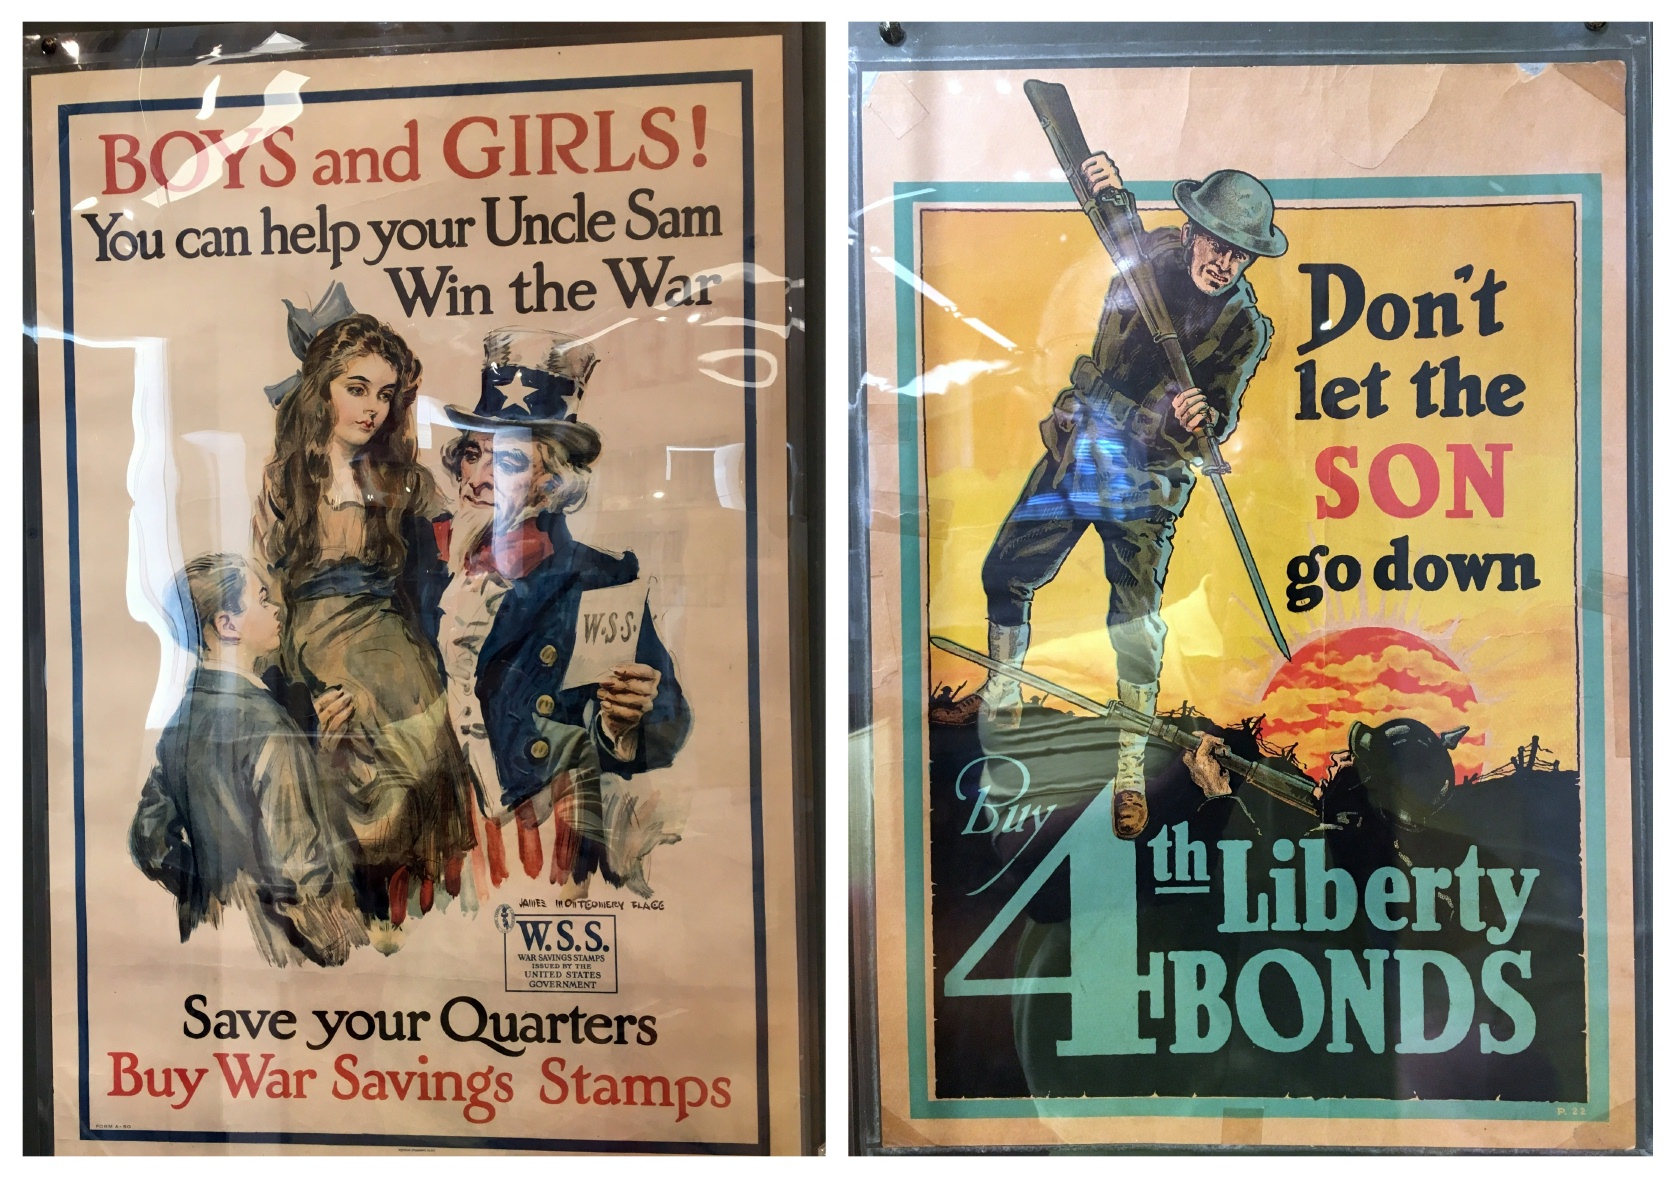 BOYS and GIRLS!
You can help your Uncle Sam
Win the War
W·S·S·
JAMES MONTGOMERY FLAGG
W.S.S.
WAR SAVINGS STAMPS
ISSUED BY THE
UNITED STATES
GOVERNMENT
Save your Quarters
Buy War Savings Stamps
Don't
let the
SON
go down
Buy
4th Liberty
BONDS
P. 22